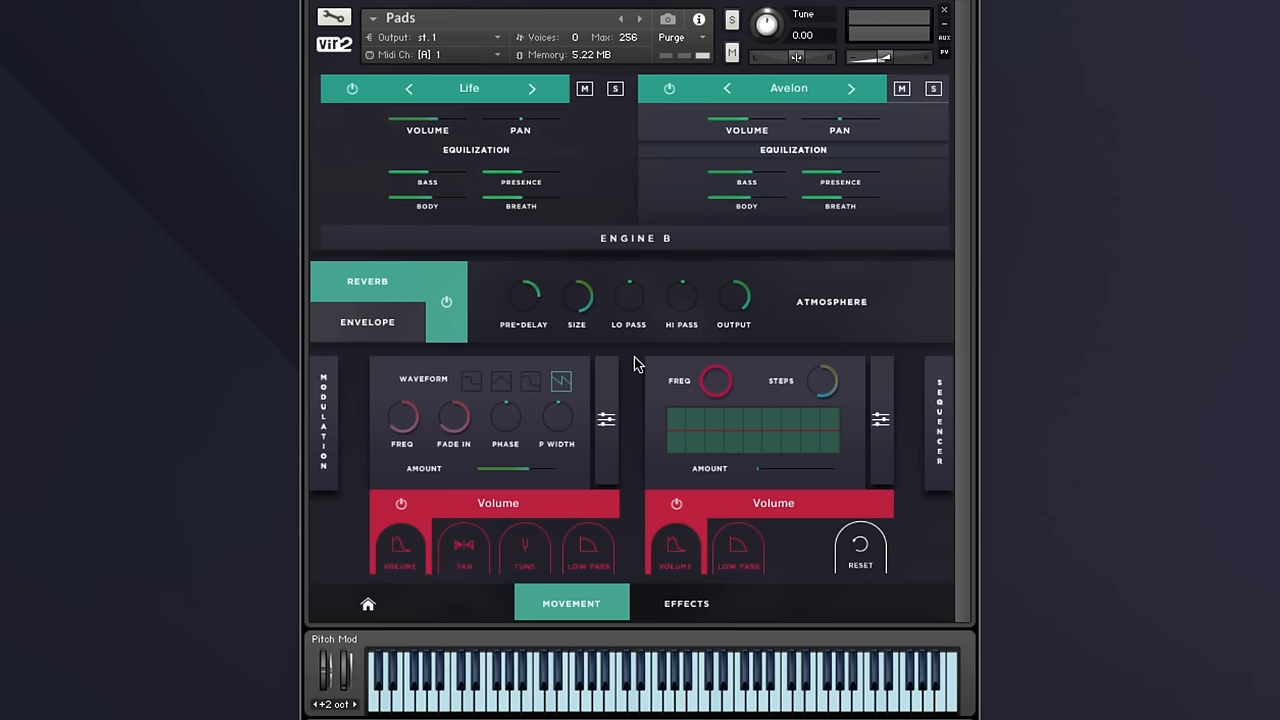 Pads
S
Tune
0.00
AUX
PV
vir2
Output: st.1
Voices: 0 Max: 256
Purge
Midi Ch: [A] 1
Memory: 5.22 MB
M
L R
Life
M S
Avelon
M S
VOLUME PAN
VOLUME PAN
EQUILIZATION
EQUILIZATION
BASS PRESENCE
BASS PRESENCE
BODY BREATH
BODY BREATH
ENGINE B
REVERB
ENVELOPE
PRE-DELAY SIZE LO PASS HI PASS OUTPUT
ATMOSPHERE
MODULATION
WAVEFORM
FREQ FADE IN PHASE P WIDTH
AMOUNT
FREQ STEPS
AMOUNT
SEQUENCER
Volume
Volume
VOLUME PAN TUNE LOW PASS
VOLUME LOW PASS
RESET
MOVEMENT EFFECTS
Pitch Mod
+2 oct